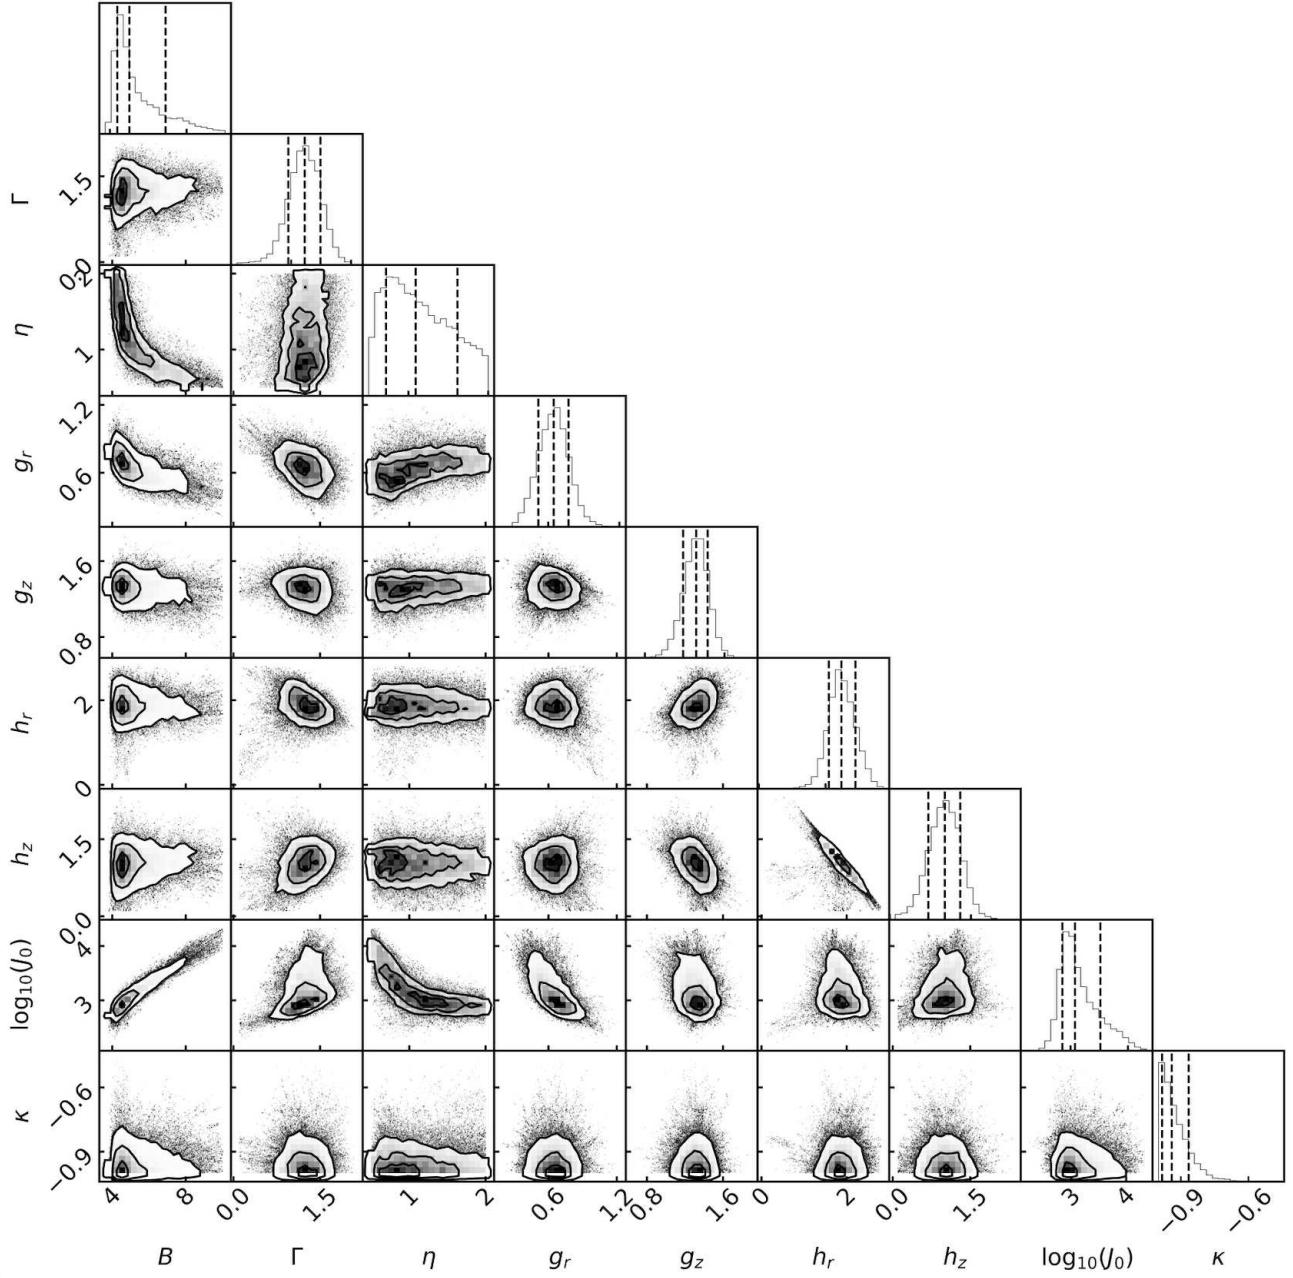 Γ
1.5
0.0
η
2
1
g_r
1.2
0.6
g_z
1.6
0.8
h_r
2
0
h_z
1.5
0.0
log₁₀(J₀)
4
3
κ
−0.6
−0.9
4 8 0.0 1.5 1 2 0.6 1.2 0.8 1.6 0 2 0.0 1.5 3 4 −0.9 −0.6
B Γ η g_r g_z h_r h_z log₁₀(J₀) κ